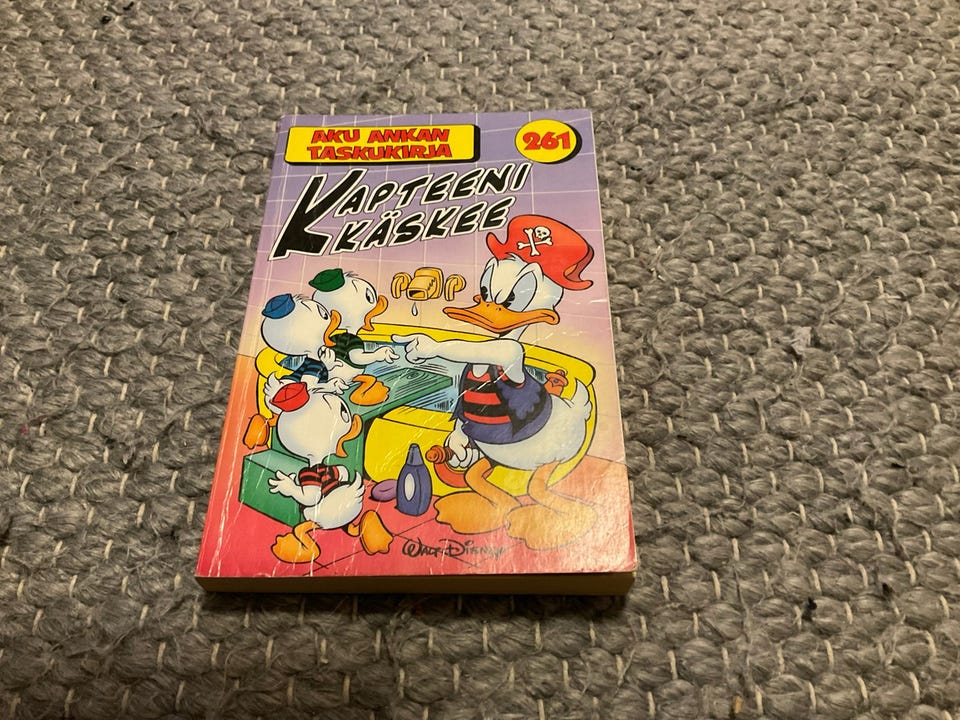 AKU ANKAN
TASKUKIRJA
261
KAPTEENI
KÄSKEE
WALT DISNEY